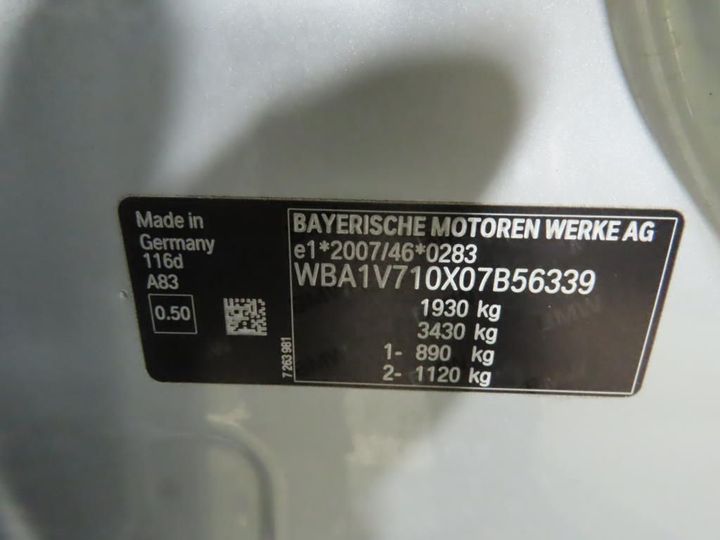 Made in
Germany
116d
A83
0.50
7 263 981
BAYERISCHE MOTOREN WERKE AG
e1*2007/46*0283
WBA1V710X07B56339
1930 kg
3430 kg
1- 890 kg
2- 1120 kg